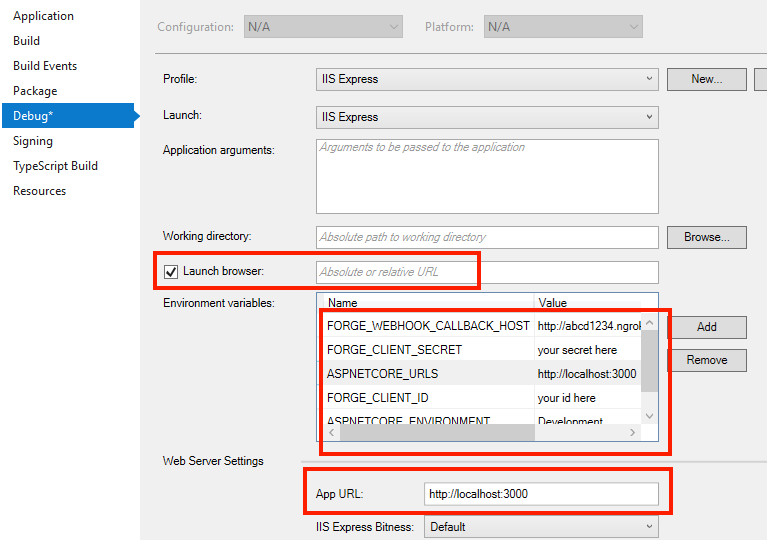 Application
Build
Build Events
Package
Debug*
Signing
TypeScript Build
Resources
Configuration: N/A Platform: N/A
Profile: IIS Express New...
Launch: IIS Express
Application arguments: Arguments to be passed to the application
Working directory: Absolute path to working directory Browse...
Launch browser: Absolute or relative URL
Environment variables: Name Value
FORGE_WEBHOOK_CALLBACK_HOST http://abcd1234.ngrok Add
FORGE_CLIENT_SECRET your secret here
Remove
ASPNETCORE_URLS http://localhost:3000
FORGE_CLIENT_ID your id here
ASPNETCORE_ENVIRONMENT Development
Web Server Settings
App URL: http://localhost:3000
IIS Express Bitness: Default